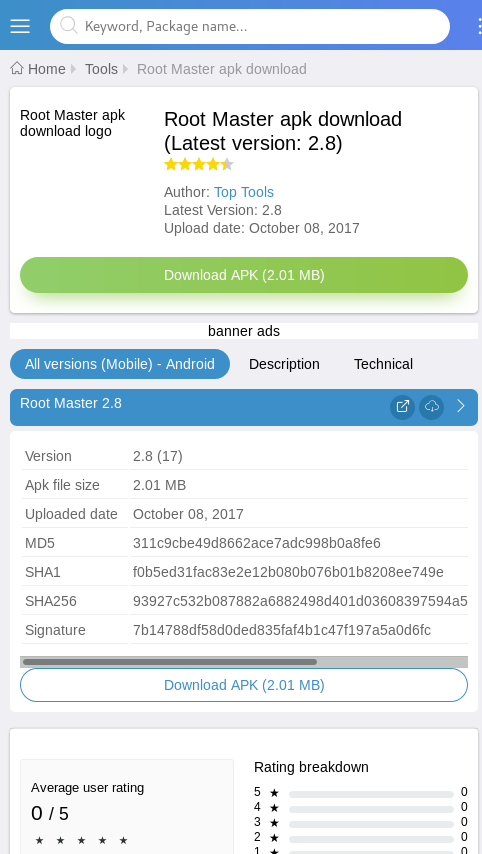 Keyword, Package name...
Home Tools Root Master apk download
Root Master apk
download logo
Root Master apk download
(Latest version: 2.8)
Author: Top Tools
Latest Version: 2.8
Upload date: October 08, 2017
Download APK (2.01 MB)
banner ads
All versions (Mobile) - Android Description Technical
Root Master 2.8
Version 2.8 (17)
Apk file size 2.01 MB
Uploaded date October 08, 2017
MD5 311c9cbe49d8662ace7adc998b0a8fe6
SHA1 f0b5ed31fac83e2e12b080b076b01b8208ee749e
SHA256 93927c532b087882a6882498d401d03608397594a5
Signature 7b14788df58d0ded835faf4b1c47f197a5a0d6fc
Download APK (2.01 MB)
Average user rating
0 / 5
★ ★ ★ ★ ★
Rating breakdown
5 ★ 0
4 ★ 0
3 ★ 0
2 ★ 0
1 ★ 0